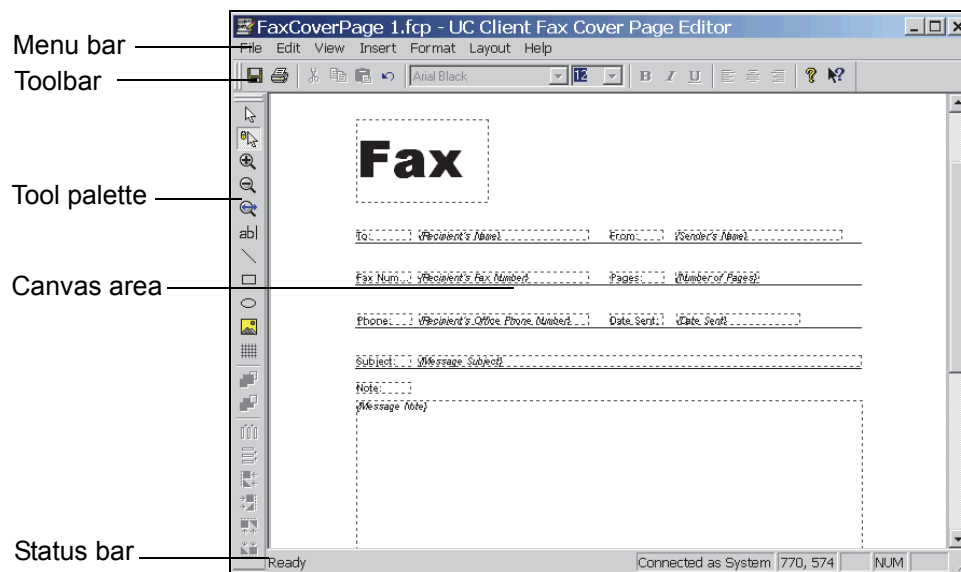 FaxCoverPage 1.fcp - UC Client Fax Cover Page Editor
Menu bar
File Edit View Insert Format Layout Help
Toolbar
Arial Black 12 B I U
Fax
Tool palette
abl
To: {Recipient's Name} From: {Sender's Name}
Canvas area
Fax Num... {Recipient's Fax Number} Pages: {Number of Pages}
Phone: {Recipient's Office Phone Number} Date Sent: {Date Sent}
Subject: {Message Subject}
Note:
{Message Note}
Status bar
Ready Connected as System 770, 574 NUM